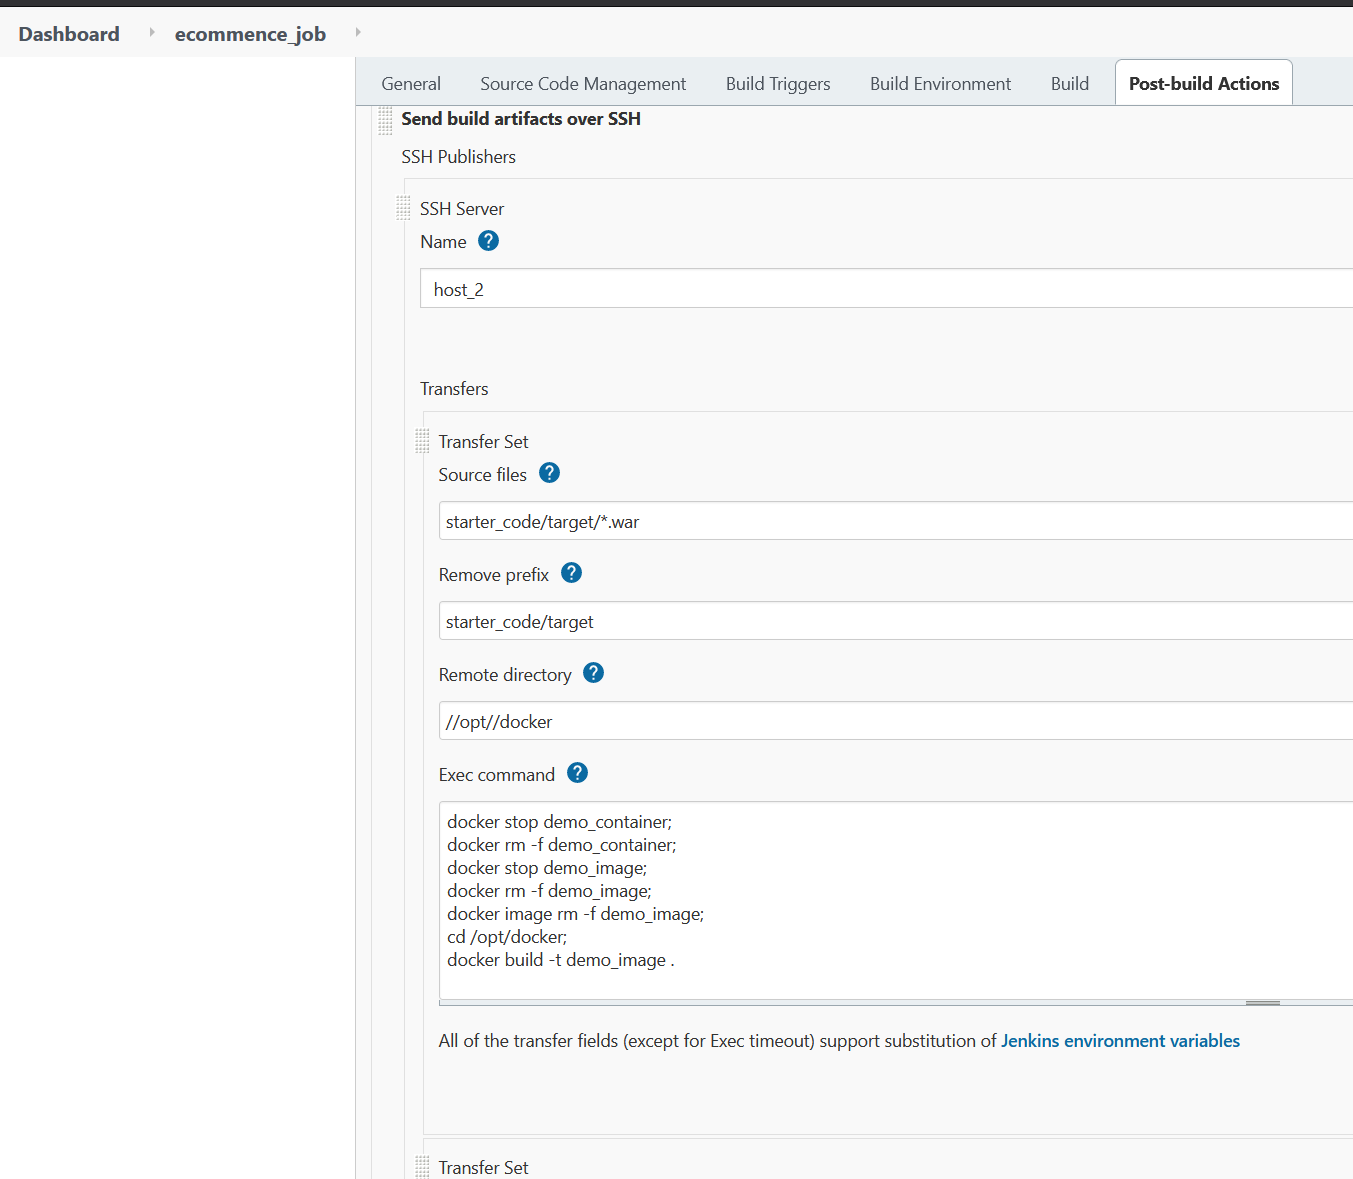 Dashboard ecommence_job
General Source Code Management Build Triggers Build Environment Build Post-build Actions
Send build artifacts over SSH
SSH Publishers
SSH Server
Name ?
host_2
Transfers
Transfer Set
Source files ?
starter_code/target/*.war
Remove prefix ?
starter_code/target
Remote directory ?
//opt//docker
Exec command ?
docker stop demo_container;
docker rm -f demo_container;
docker stop demo_image;
docker rm -f demo_image;
docker image rm -f demo_image;
cd /opt/docker;
docker build -t demo_image .
All of the transfer fields (except for Exec timeout) support substitution of Jenkins environment variables
Transfer Set